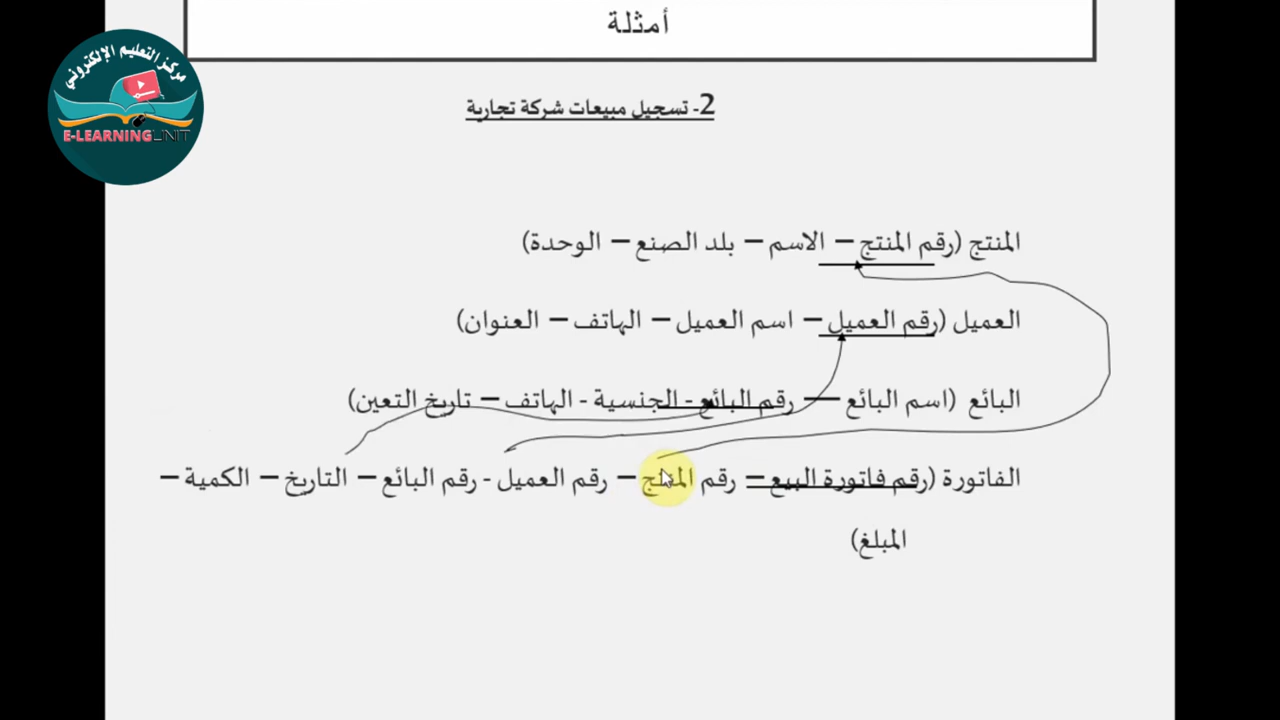 أمثلة
مركز التعليم الإلكتروني
E-LEARNING UNIT
2- تسجيل مبيعات شركة تجارية
المنتج (رقم المنتج – الاسم – بلد الصنع – الوحدة)
العميل (رقم العميل – اسم العميل – الهاتف – العنوان)
البائع (اسم البائع – رقم البائع - الجنسية - الهاتف – تاريخ التعين)
الفاتورة (رقم فاتورة البيع – رقم المنتج – رقم العميل - رقم البائع – التاريخ – الكمية –
المبلغ)